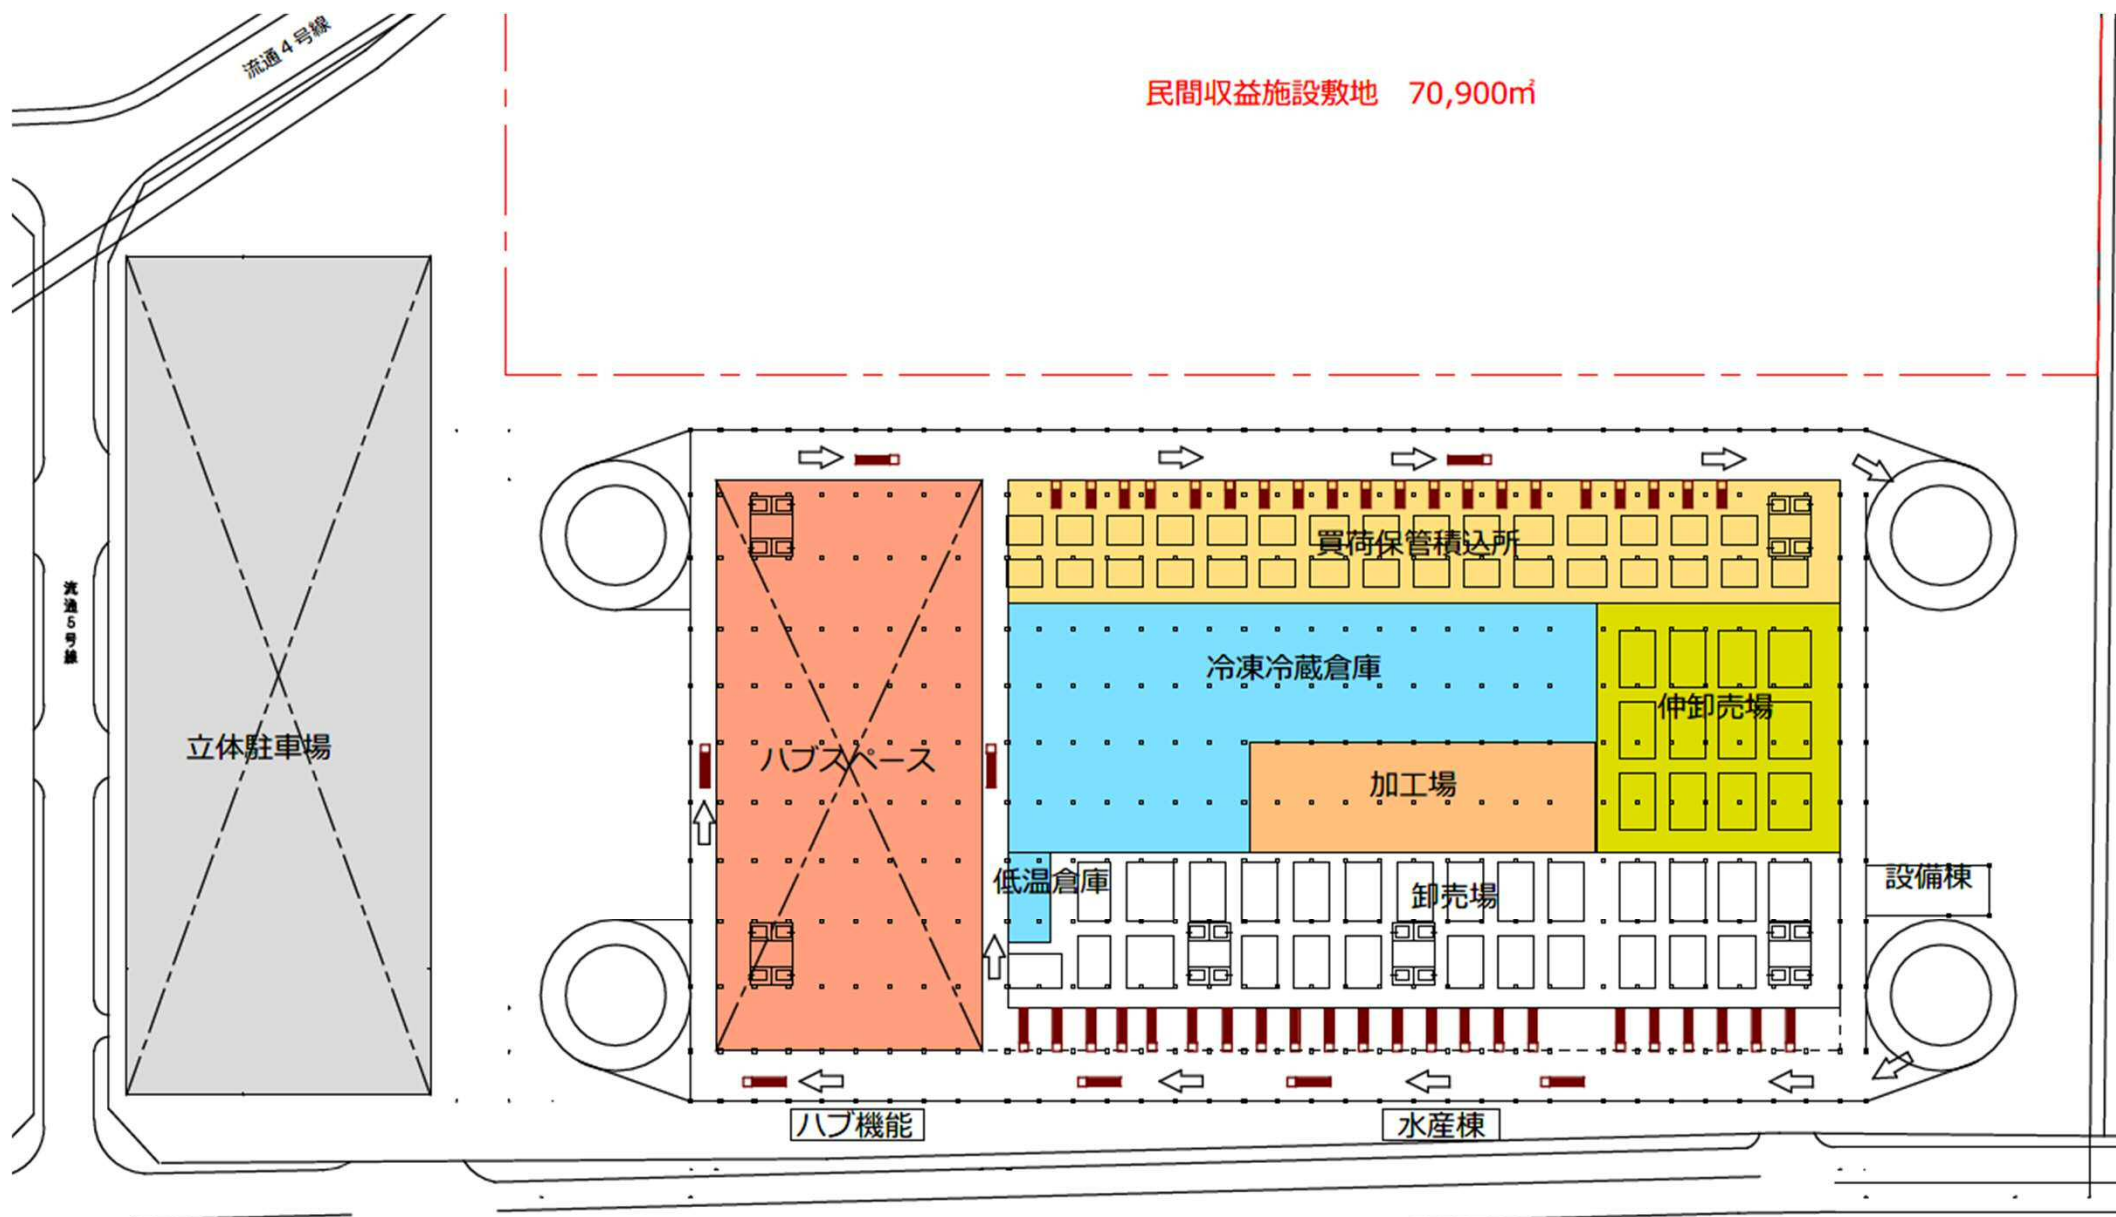 流通4号線
民間収益施設敷地　70,900㎡
買荷保管積込所
流通5号線
冷凍冷蔵倉庫
仲卸売場
立体駐車場
ハブスペース
加工場
低温倉庫
卸売場
設備棟
ハブ機能
水産棟